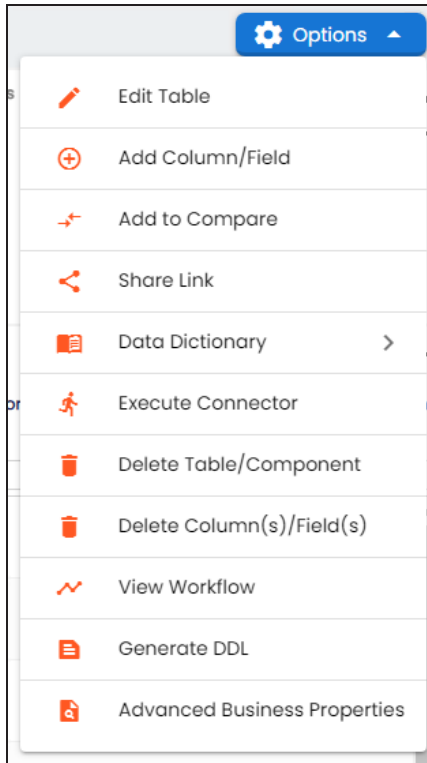 Options
s
Edit Table
Add Column/Field
Add to Compare
Share Link
Data Dictionary
or
Execute Connector
Delete Table/Component
Delete Column(s)/Field(s)
View Workflow
Generate DDL
Advanced Business Properties